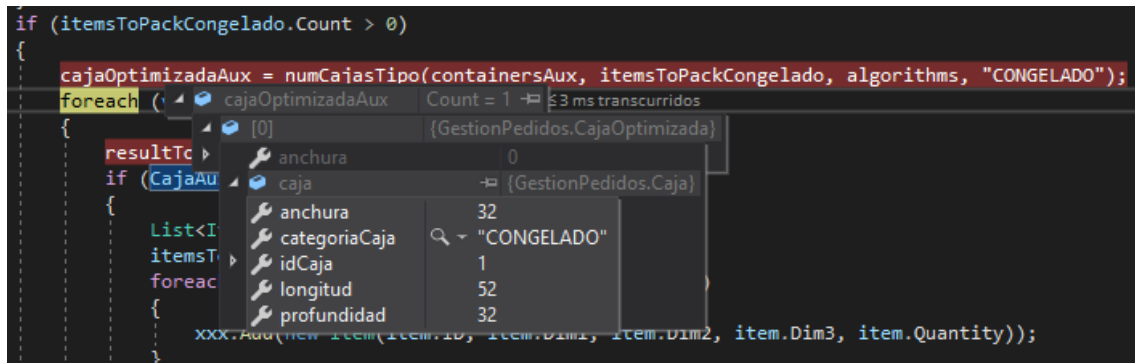 if (itemsToPackCongelado.Count > 0)
{
cajaOptimizadaAux = numCajasTipo(containersAux, itemsToPackCongelado, algorithms, "CONGELADO");
foreach ( cajaOptimizadaAux Count = 1 ≤3 ms transcurridos
{ [0] {GestionPedidos.CajaOptimizada}
resultTo anchura 0
if (CajaAu caja {GestionPedidos.Caja}
{ anchura 32
List<I categoriaCaja "CONGELADO"
itemsT idCaja 1
foreac longitud 52
{ profundidad 32
xxx.Add(new Item(item.ID, item.Dim1, item.Dim2, item.Dim3, item.Quantity));
}